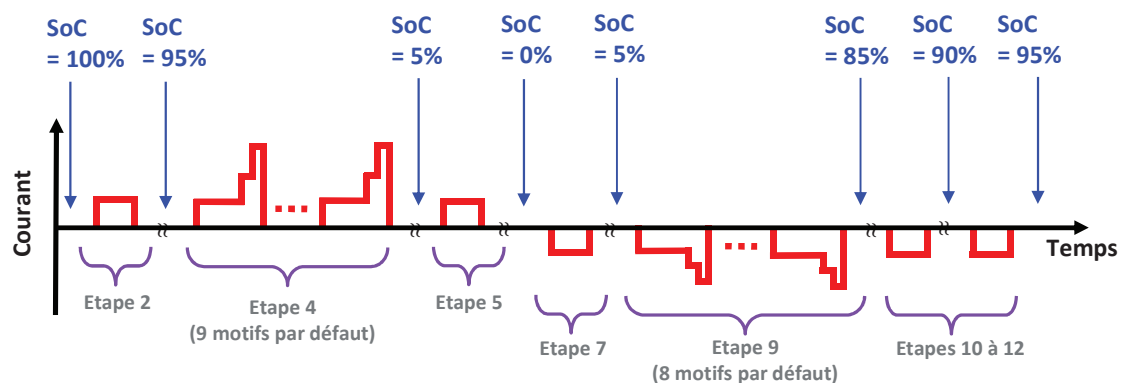 SoC
= 100%
SoC
= 95%
SoC
= 5%
SoC
= 0%
SoC
= 5%
SoC
= 85%
SoC
= 90%
SoC
= 95%
Courant
Temps
Etape 2
Etape 4
(9 motifs par défaut)
Etape 5
Etape 7
Etape 9
(8 motifs par défaut)
Etapes 10 à 12